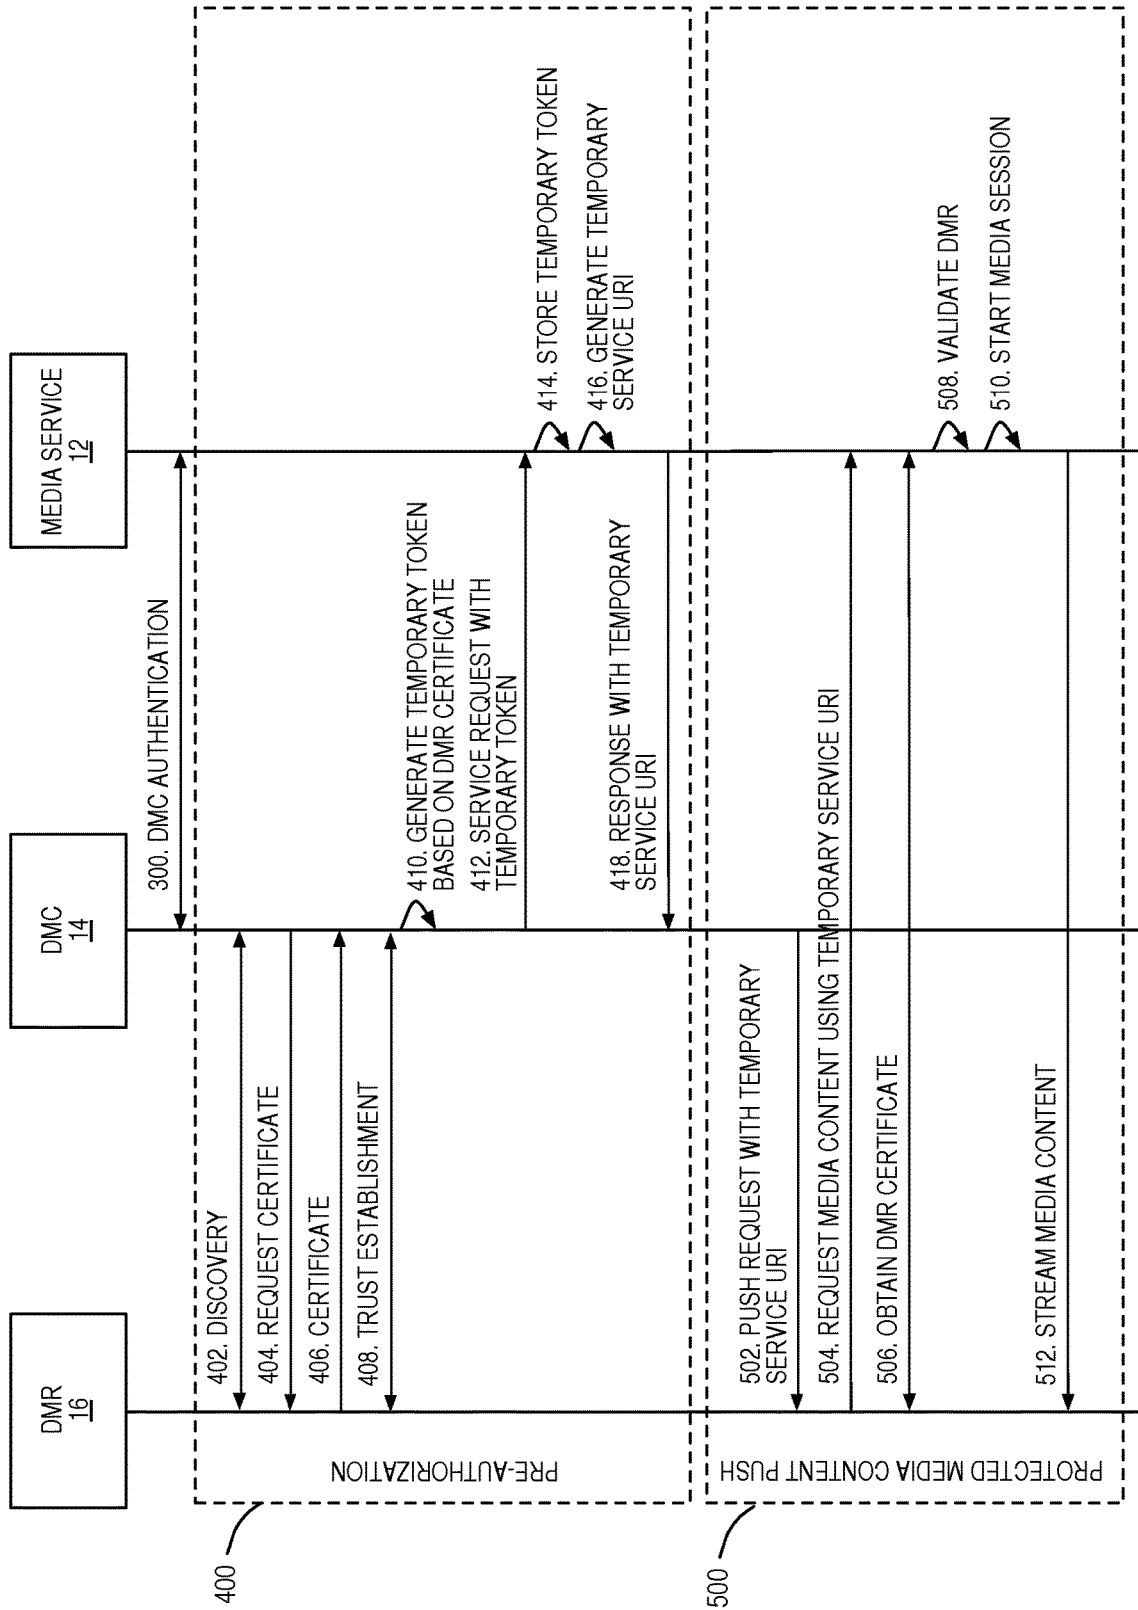 DMR
16
DMC
14
MEDIA SERVICE
12
300. DMC AUTHENTICATION
400
PRE-AUTHORIZATION
402. DISCOVERY
404. REQUEST CERTIFICATE
406. CERTIFICATE
408. TRUST ESTABLISHMENT
410. GENERATE TEMPORARY TOKEN
BASED ON DMR CERTIFICATE
412. SERVICE REQUEST WITH
TEMPORARY TOKEN
414. STORE TEMPORARY TOKEN
416. GENERATE TEMPORARY
SERVICE URI
418. RESPONSE WITH TEMPORARY
SERVICE URI
500
PROTECTED MEDIA CONTENT PUSH
502. PUSH REQUEST WITH TEMPORARY
SERVICE URI
504. REQUEST MEDIA CONTENT USING TEMPORARY SERVICE URI
506. OBTAIN DMR CERTIFICATE
508. VALIDATE DMR
510. START MEDIA SESSION
512. STREAM MEDIA CONTENT